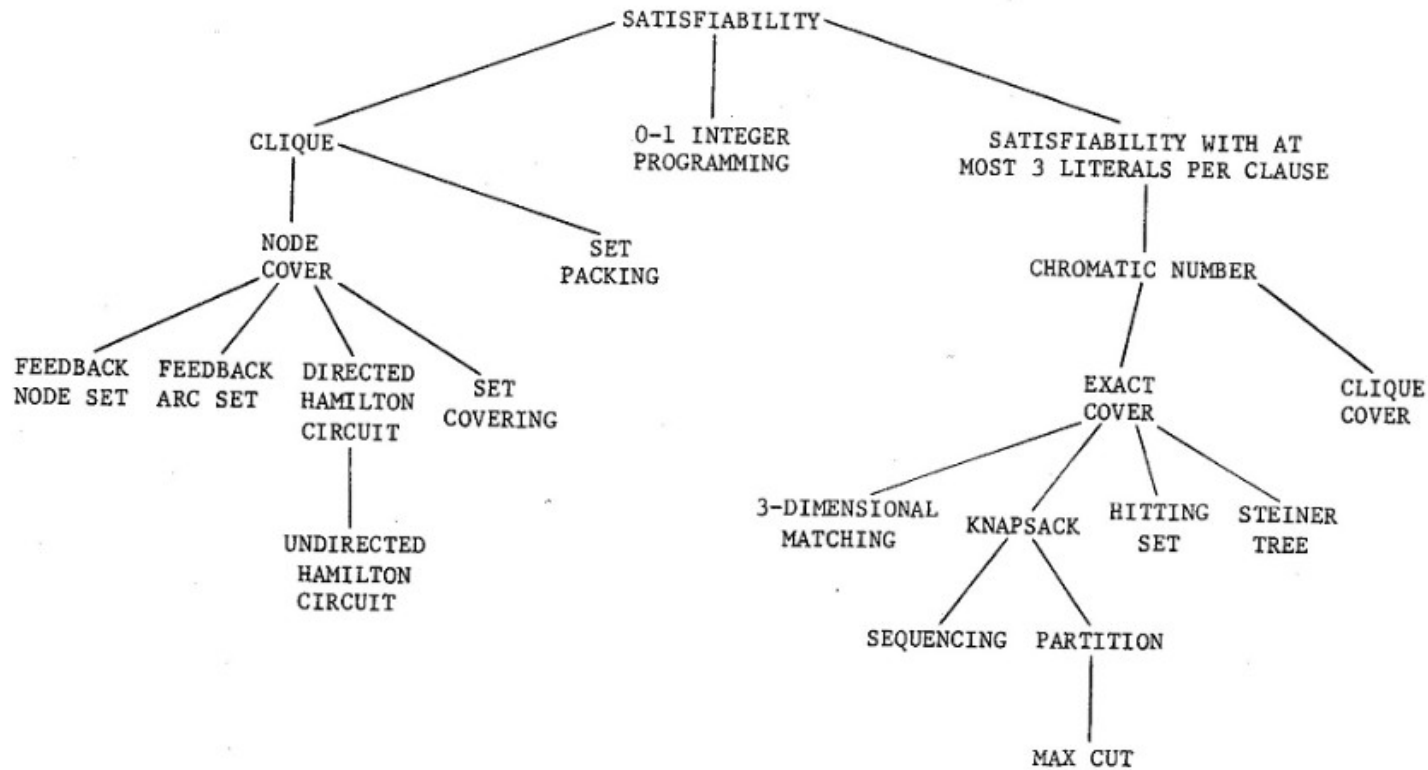 SATISFIABILITY
CLIQUE
0-1 INTEGER
PROGRAMMING
SATISFIABILITY WITH AT
MOST 3 LITERALS PER CLAUSE
NODE
COVER
SET
PACKING
CHROMATIC NUMBER
FEEDBACK
NODE SET
FEEDBACK
ARC SET
DIRECTED
HAMILTON
CIRCUIT
SET
COVERING
EXACT
COVER
CLIQUE
COVER
3-DIMENSIONAL
MATCHING
KNAPSACK
HITTING
SET
STEINER
TREE
UNDIRECTED
HAMILTON
CIRCUIT
SEQUENCING
PARTITION
MAX CUT